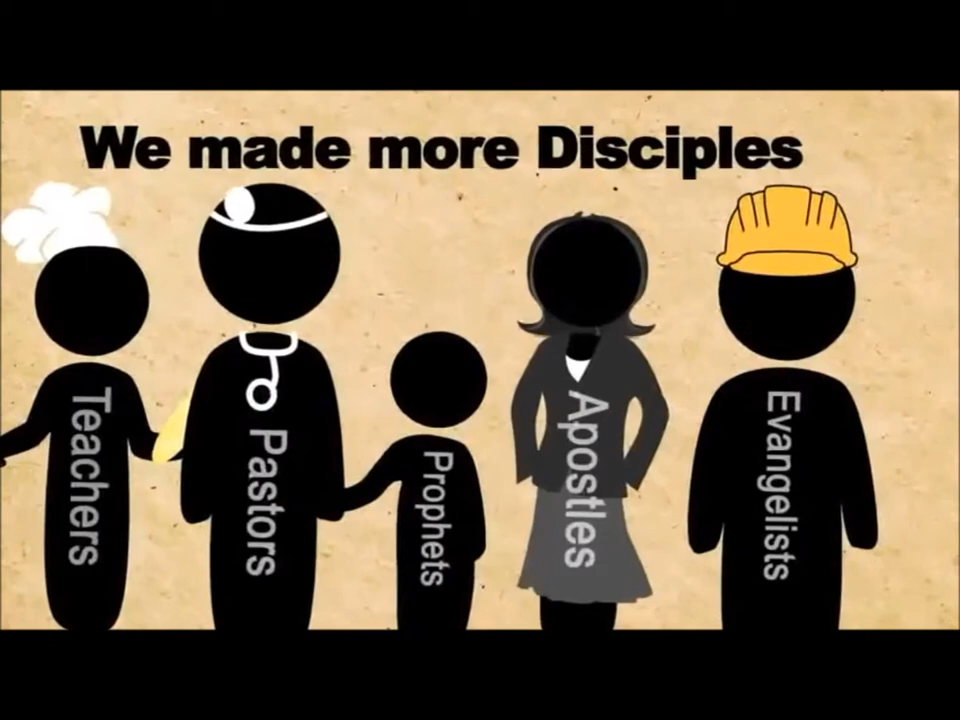 We made more Disciples
Teachers
Pastors
Prophets
Apostles
Evangelists